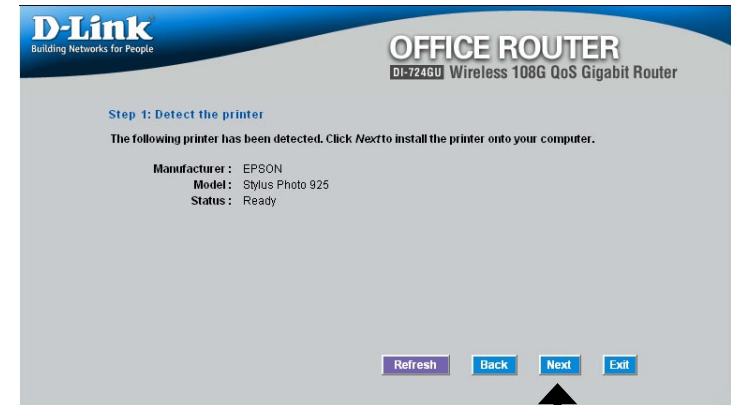 D-Link
Building Networks for People
OFFICE ROUTER
DI-724GU Wireless 108G QoS Gigabit Router
Step 1: Detect the printer
The following printer has been detected. Click Next to install the printer onto your computer.
Manufacturer : EPSON
Model : Stylus Photo 925
Status : Ready
Refresh Back Next Exit